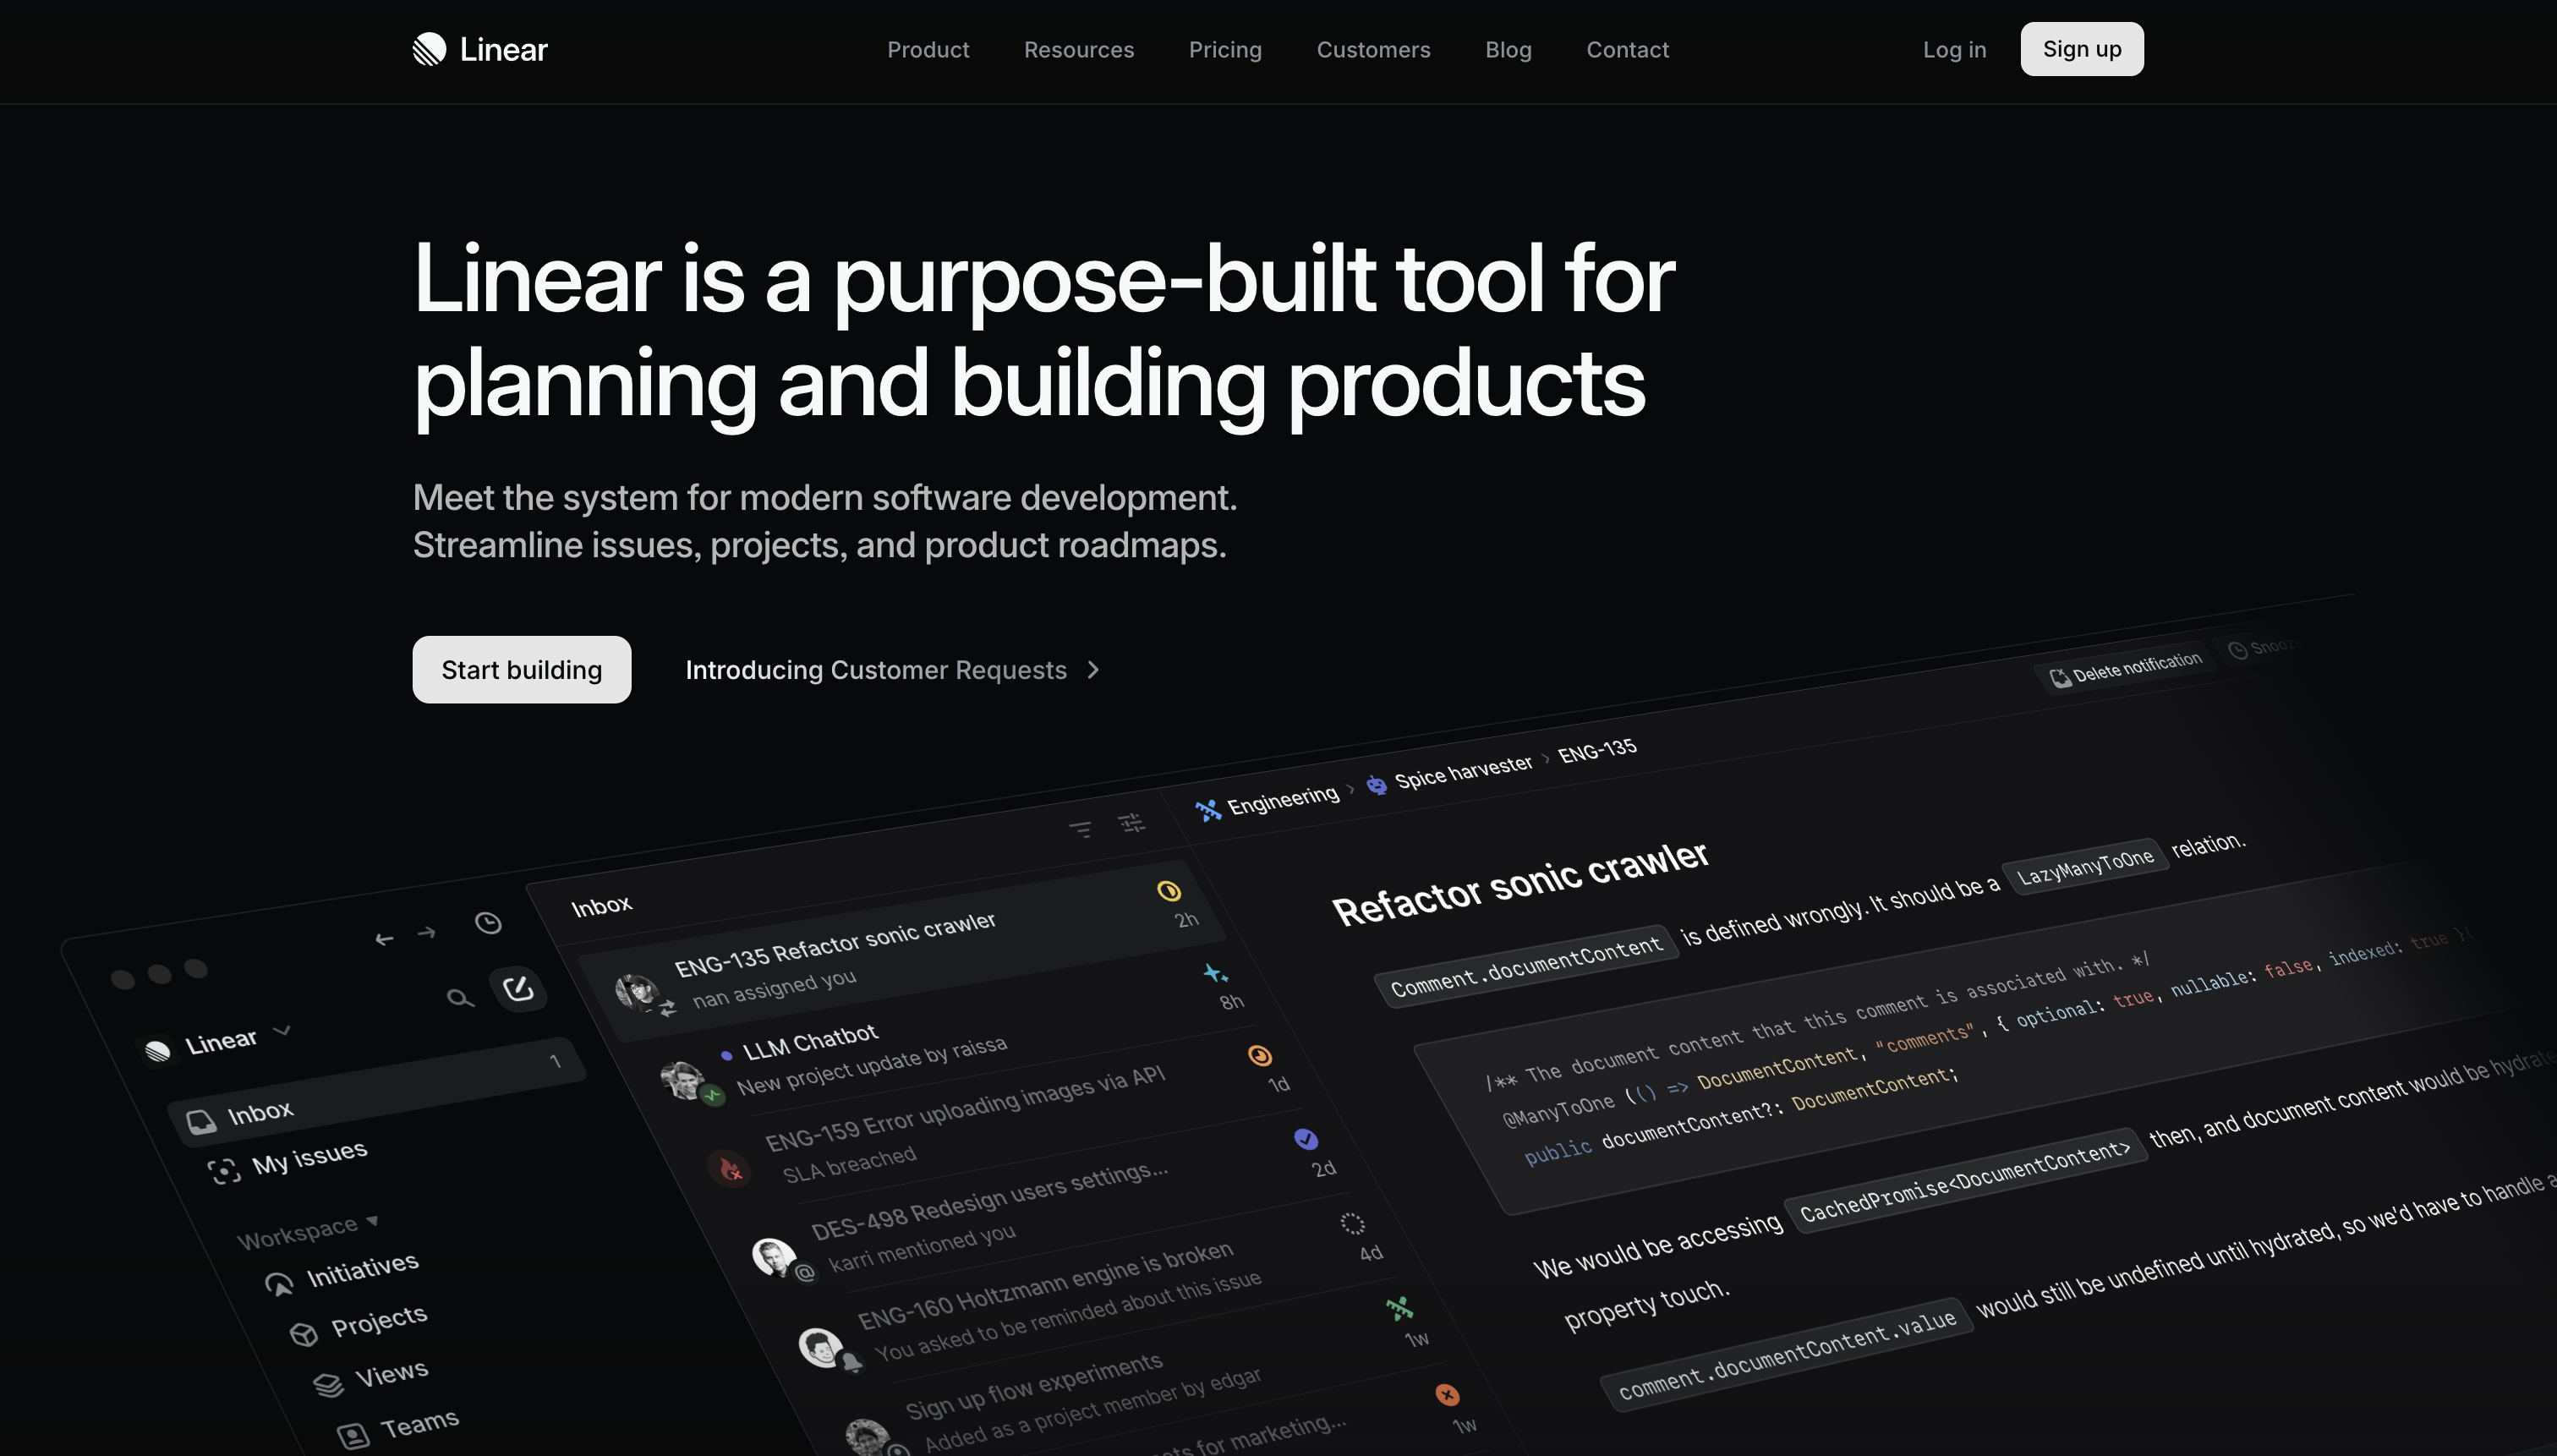 Linear
Product
Resources
Pricing
Customers
Blog
Contact
Log in
Sign up
Linear is a purpose-built tool for
planning and building products
Meet the system for modern software development.
Streamline issues, projects, and product roadmaps.
Start building
Introducing Customer Requests
Linear
Inbox
1
My issues
Workspace
Initiatives
Projects
Views
Teams
Inbox
ENG-135 Refactor sonic crawler
nan assigned you
2h
LLM Chatbot
New project update by raissa
8h
ENG-159 Error uploading images via API
SLA breached
1d
DES-498 Redesign users settings...
karri mentioned you
2d
ENG-160 Holtzmann engine is broken
You asked to be reminded about this issue
4d
Sign up flow experiments
Added as a project member by edgar
1w
for marketing...
1w
Engineering › Spice harvester › ENG-135
Delete notification
Refactor sonic crawler
Comment.documentContent is defined wrongly. It should be a LazyManyToOne relation.
/** The document content that this comment is associated with. */
@ManyToOne (() => DocumentContent, "comments", { optional: true, nullable: false, indexed: true })
public documentContent?: DocumentContent;
We would be accessing CachedPromise<DocumentContent> then, and document content would be
property touch.
comment.documentContent.value would still be undefined until hydrated, so we'd have to handle